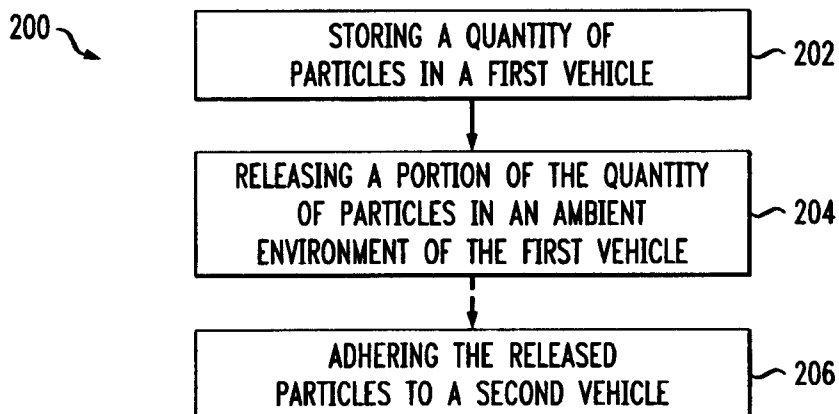 200
STORING A QUANTITY OF
PARTICLES IN A FIRST VEHICLE
202
RELEASING A PORTION OF THE QUANTITY
OF PARTICLES IN AN AMBIENT
ENVIRONMENT OF THE FIRST VEHICLE
204
ADHERING THE RELEASED
PARTICLES TO A SECOND VEHICLE
206